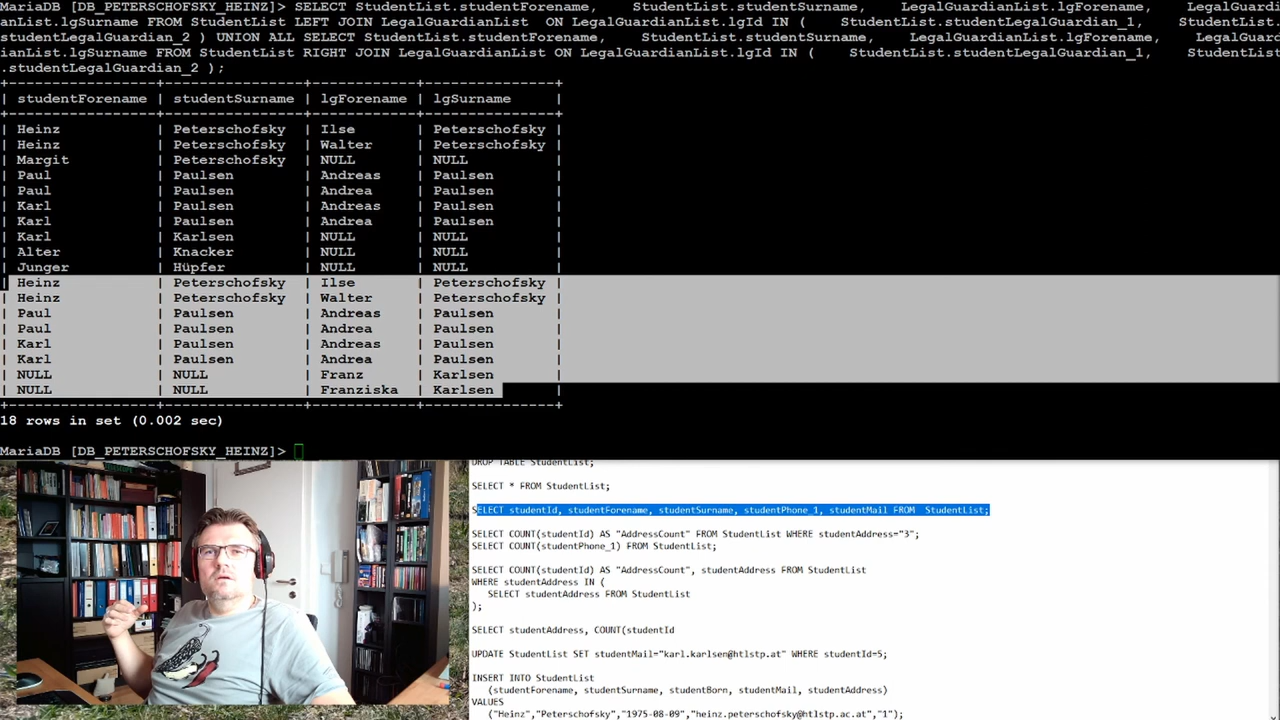 MariaDB [DB_PETERSCHOFSKY_HEINZ]> SELECT StudentList.studentForename,     StudentList.studentSurname,     LegalGuardianList.lgForename,     LegalGuardi
anList.lgSurname FROM StudentList LEFT JOIN LegalGuardianList  ON LegalGuardianList.lgId IN (    StudentList.studentLegalGuardian_1,     StudentList.
studentLegalGuardian_2 ) UNION ALL SELECT StudentList.studentForename,     StudentList.studentSurname,     LegalGuardianList.lgForename,     LegalGuard
ianList.lgSurname FROM StudentList RIGHT JOIN LegalGuardianList ON LegalGuardianList.lgId IN (    StudentList.studentLegalGuardian_1,     StudentList
.studentLegalGuardian_2 );
| studentForename | studentSurname | lgForename | lgSurname |
| Heinz | Peterschofsky | Ilse | Peterschofsky |
| Heinz | Peterschofsky | Walter | Peterschofsky |
| Margit | Peterschofsky | NULL | NULL |
| Paul | Paulsen | Andreas | Paulsen |
| Paul | Paulsen | Andrea | Paulsen |
| Karl | Paulsen | Andreas | Paulsen |
| Karl | Paulsen | Andrea | Paulsen |
| Karl | Karlsen | NULL | NULL |
| Alter | Knacker | NULL | NULL |
| Junger | Hüpfer | NULL | NULL |
| Heinz | Peterschofsky | Ilse | Peterschofsky |
| Heinz | Peterschofsky | Walter | Peterschofsky |
| Paul | Paulsen | Andreas | Paulsen |
| Paul | Paulsen | Andrea | Paulsen |
| Karl | Paulsen | Andreas | Paulsen |
| Karl | Paulsen | Andrea | Paulsen |
| NULL | NULL | Franz | Karlsen |
| NULL | NULL | Franziska | Karlsen |
18 rows in set (0.002 sec)
MariaDB [DB_PETERSCHOFSKY_HEINZ]>
DROP TABLE StudentList;
SELECT * FROM StudentList;
SELECT studentId, studentForename, studentSurname, studentPhone_1, studentMail FROM  StudentList;
SELECT COUNT(studentId) AS "AddressCount" FROM StudentList WHERE studentAddress="3";
SELECT COUNT(studentPhone_1) FROM StudentList;
SELECT COUNT(studentId) AS "AddressCount", studentAddress FROM StudentList
WHERE studentAddress IN (
SELECT studentAddress FROM StudentList
);
SELECT studentAddress, COUNT(studentId
UPDATE StudentList SET studentMail="karl.karlsen@htlstp.at" WHERE studentId=5;
INSERT INTO StudentList
(studentForename, studentSurname, studentBorn, studentMail, studentAddress)
VALUES
("Heinz","Peterschofsky","1975-08-09","heinz.peterschofsky@htlstp.ac.at","1");